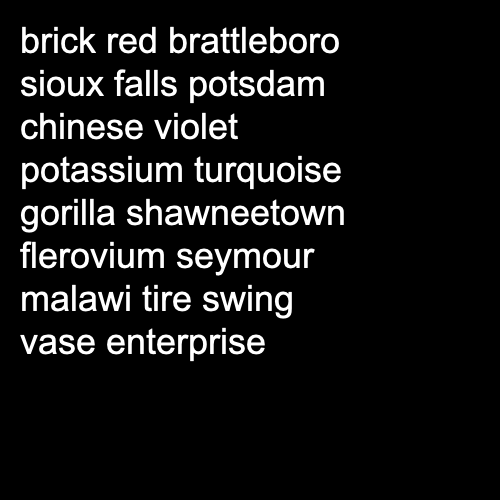 brick red brattleboro
sioux falls potsdam
chinese violet
potassium turquoise
gorilla shawneetown
flerovium seymour
malawi tire swing
vase enterprise